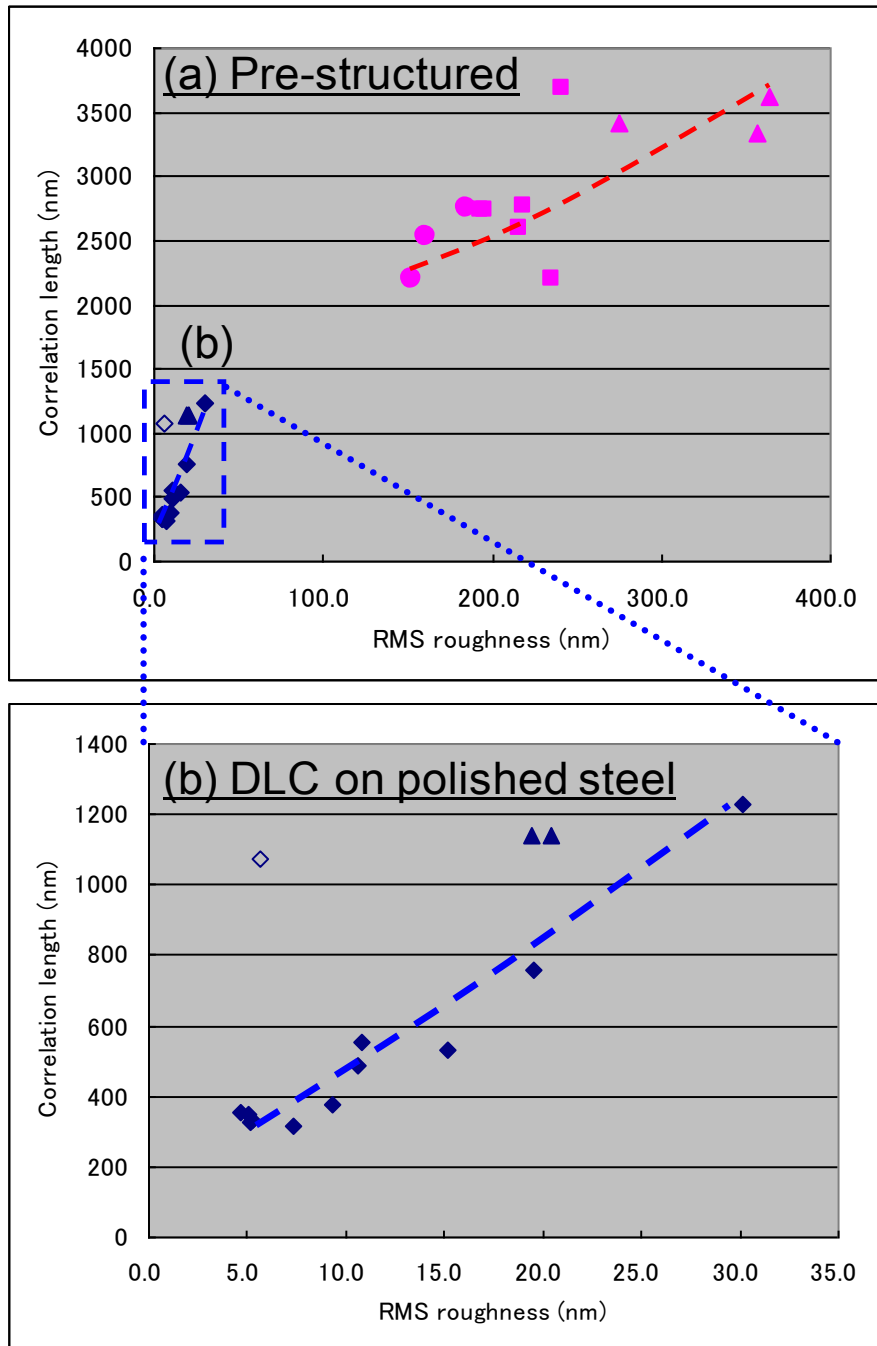 (a) Pre-structured
4000
3500
3000
2500
2000
1500
1000
500
0
Correlation length (nm)
(b)
0.0 100.0 200.0 300.0 400.0
RMS roughness (nm)
(b) DLC on polished steel
1400
1200
1000
800
600
400
200
0
Correlation length (nm)
0.0 5.0 10.0 15.0 20.0 25.0 30.0 35.0
RMS roughness (nm)